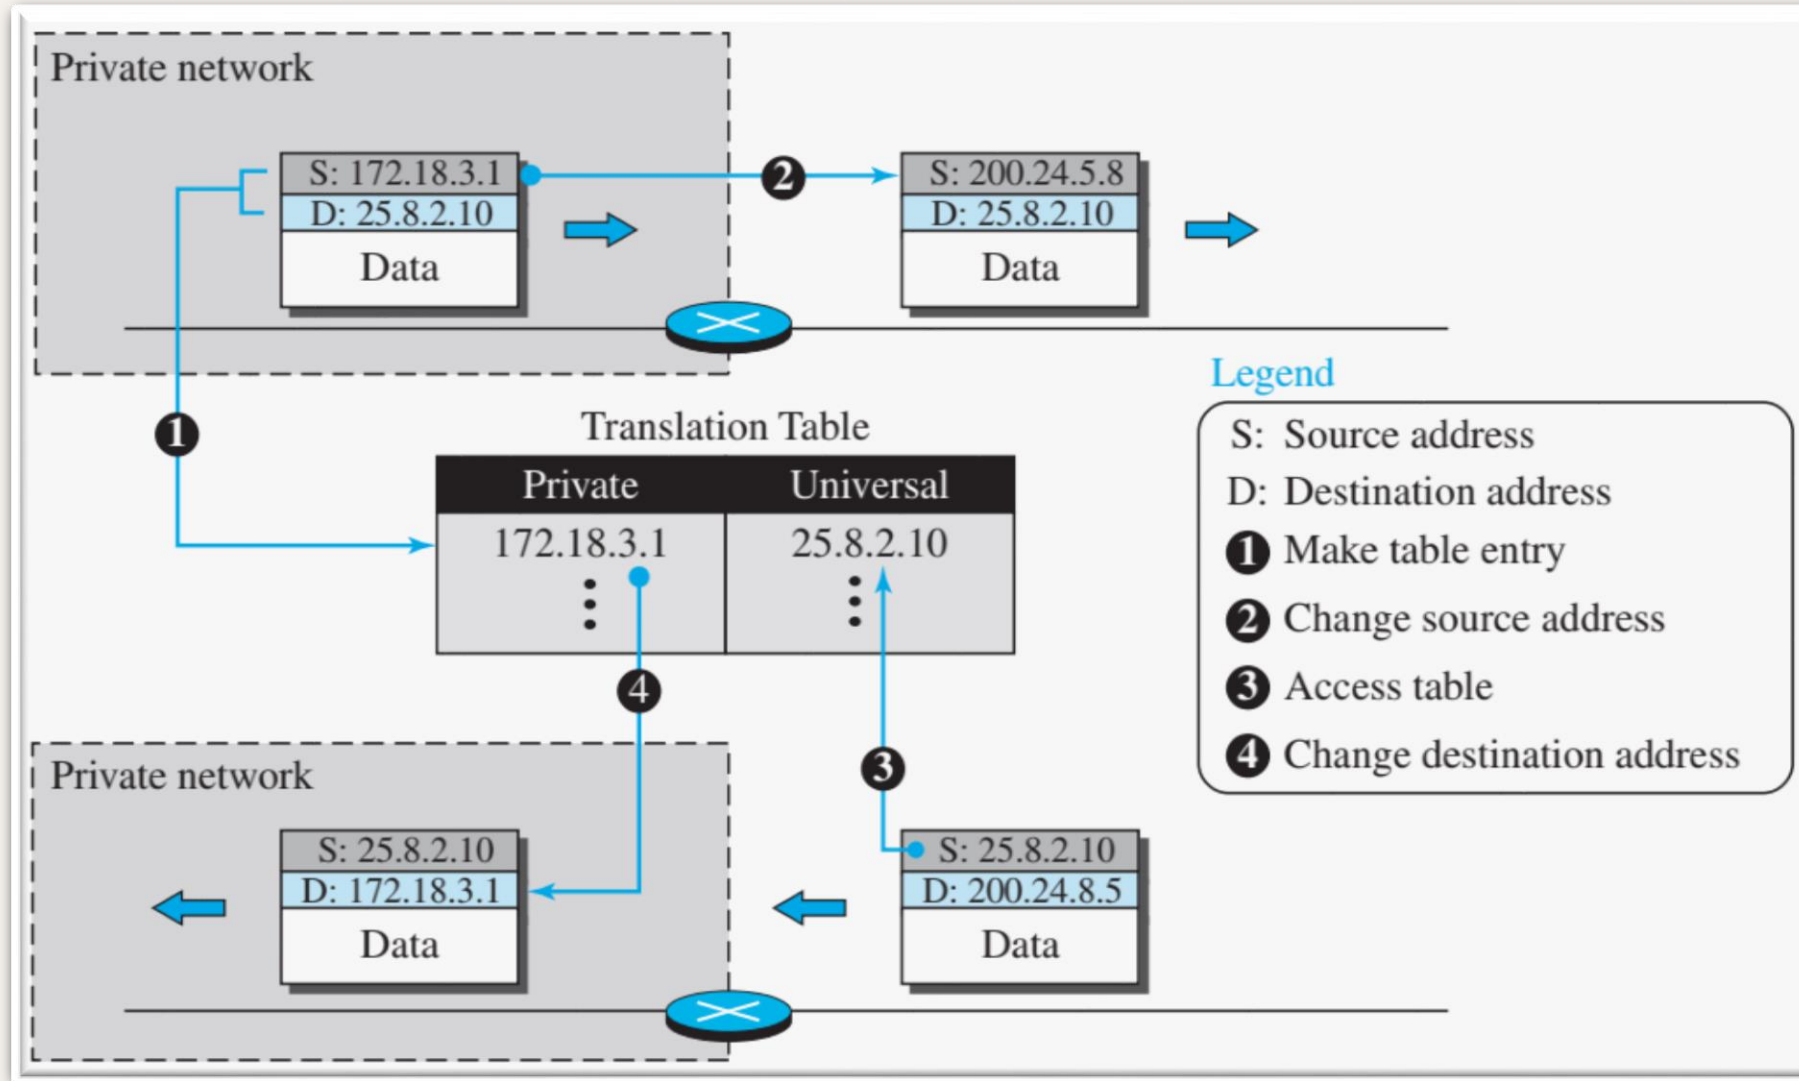 Private network
S: 172.18.3.1
D: 25.8.2.10
Data
2
S: 200.24.5.8
D: 25.8.2.10
Data
1
Translation Table
Private Universal
172.18.3.1 25.8.2.10
4
3
Legend
S: Source address
D: Destination address
1 Make table entry
2 Change source address
3 Access table
4 Change destination address
Private network
S: 25.8.2.10
D: 172.18.3.1
Data
S: 25.8.2.10
D: 200.24.8.5
Data